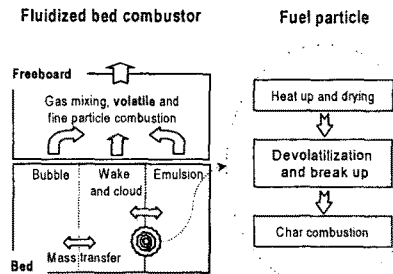 Fluidized bed combustor
Fuel particle
Freeboard
Gas mixing, volatile and
fine particle combustion
Bubble
Wake
and cloud
Emulsion
Mass transfer
Bed
Heat up and drying
Devolatilization
and break up
Char combustion